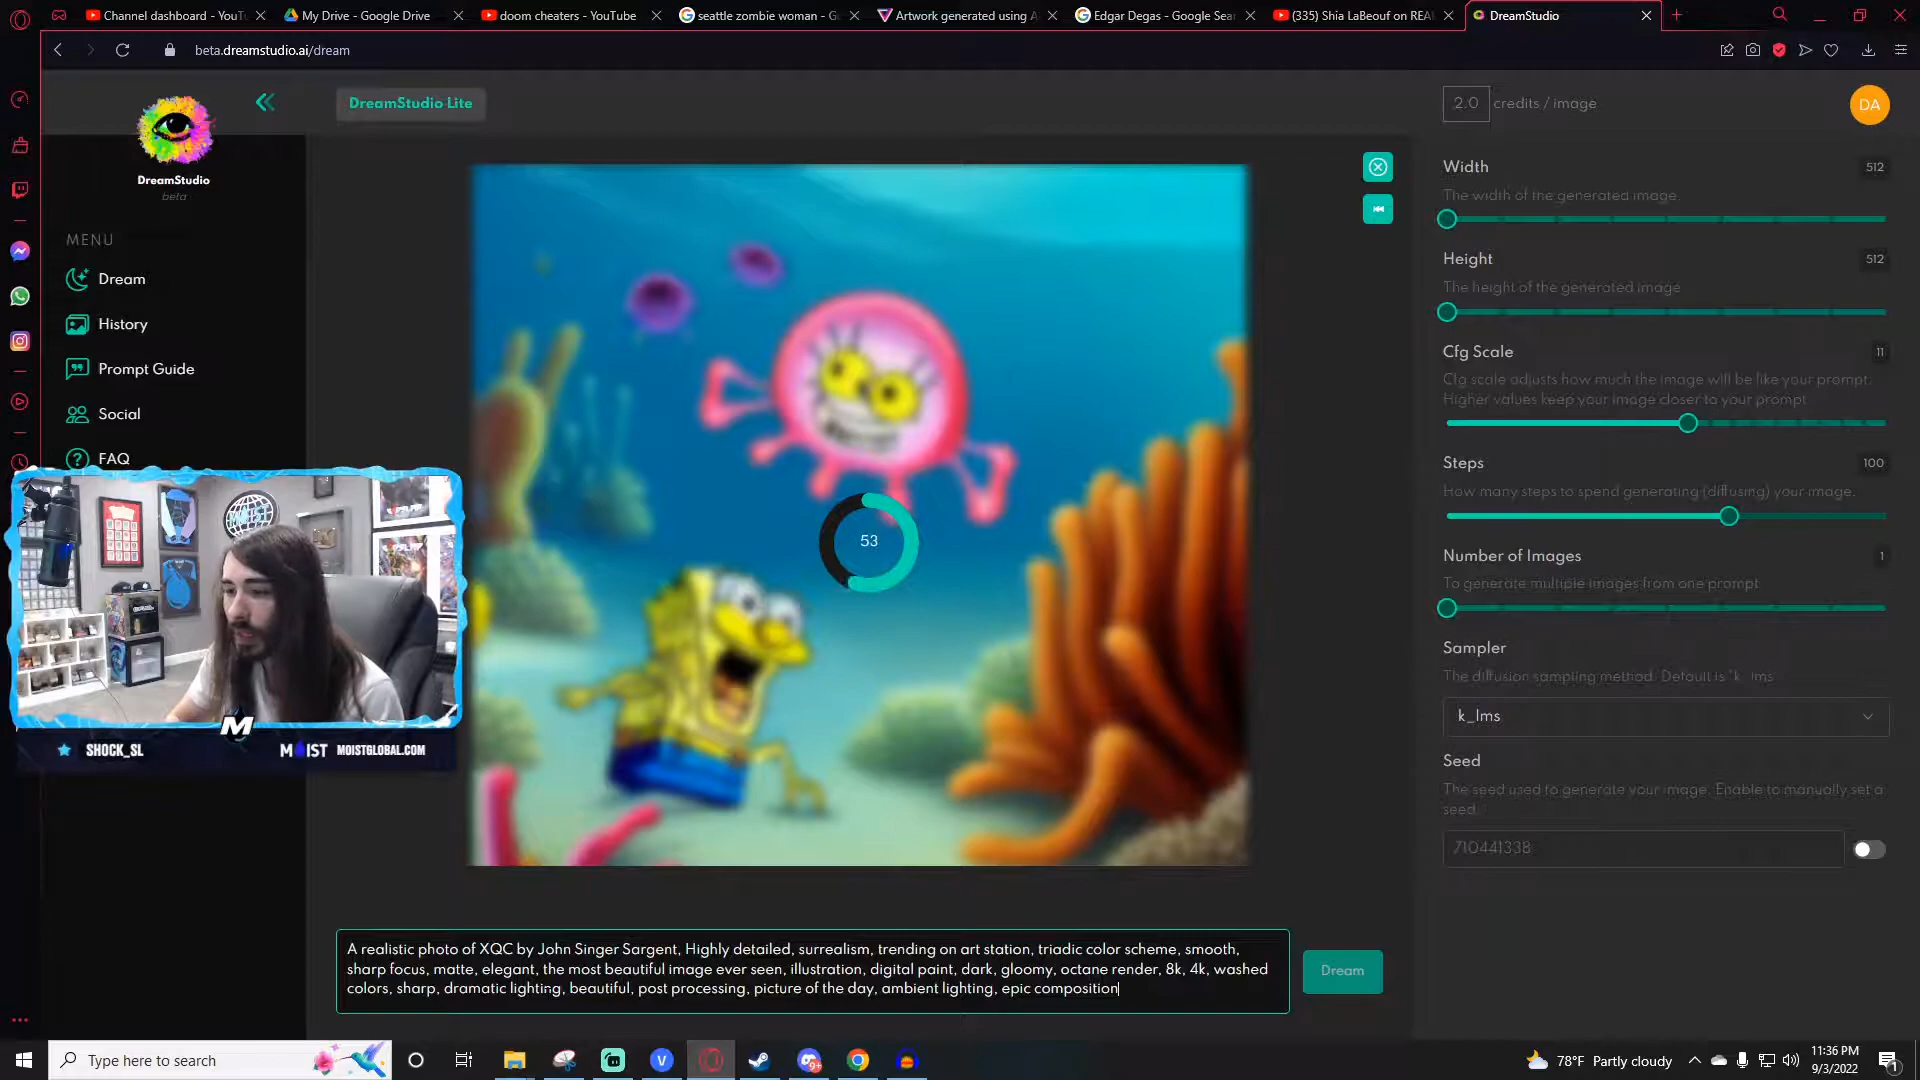 Channel dashboard - YouT
My Drive - Google Drive
doom cheaters - YouTube
seattle zombie woman - G
Artwork generated using A
Edgar Degas - Google Sea
(335) Shia LaBeouf on REA
DreamStudio
beta.dreamstudio.ai/dream
DreamStudio Lite
2.0 credits / image
DA
DreamStudio
beta
MENU
Dream
History
Prompt Guide
Social
FAQ
Width
512
The width of the generated image.
Height
512
The height of the generated image
Cfg Scale
11
Cfg scale adjusts how much the image will be like your prompt.
Higher values keep your image closer to your prompt
Steps
100
How many steps to spend generating (diffusing) your image.
Number of Images
1
To generate multiple images from one prompt
Sampler
The diffusion sampling method. Default is "k_lms
k_lms
Seed
The seed used to generate your image. Enable to manually set a
seed
710441338
53
MOIST
M
SHOCK_SL
MOIST
MOISTGLOBAL.COM
A realistic photo of XQC by John Singer Sargent, Highly detailed, surrealism, trending on art station, triadic color scheme, smooth,
sharp focus, matte, elegant, the most beautiful image ever seen, illustration, digital paint, dark, gloomy, octane render, 8k, 4k, washed
colors, sharp, dramatic lighting, beautiful, post processing, picture of the day, ambient lighting, epic composition
Dream
Type here to search
9+
78°F Partly cloudy
11:36 PM
9/3/2022
1